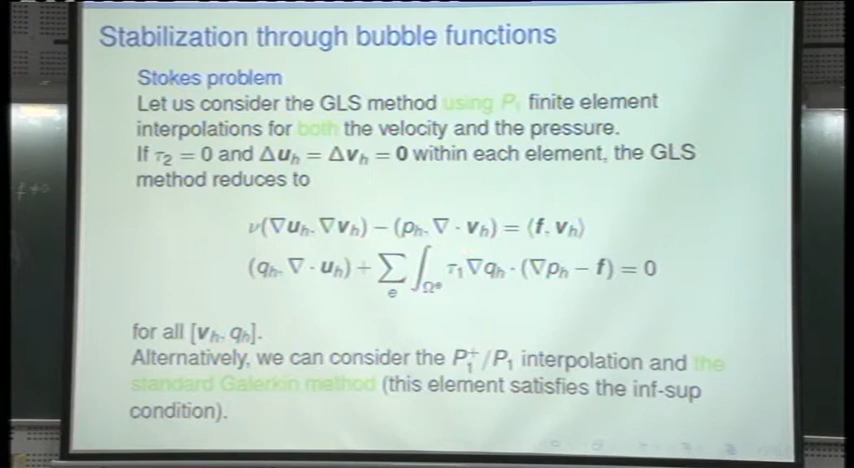 Stabilization through bubble functions
Stokes problem
Let us consider the GLS method using P₁ finite element
interpolations for both the velocity and the pressure.
If τ₂ = 0 and Δuₕ = Δvₕ = 0 within each element, the GLS
method reduces to
ν(∇uₕ, ∇vₕ) − (pₕ, ∇ · vₕ) = ⟨f, vₕ⟩
(qₕ, ∇ · uₕ) + ∑ₑ ∫_Ωᵉ τ₁∇qₕ · (∇pₕ − f) = 0
for all [vₕ, qₕ].
Alternatively, we can consider the P₁⁺/P₁ interpolation and the
standard Galerkin method (this element satisfies the inf-sup
condition).